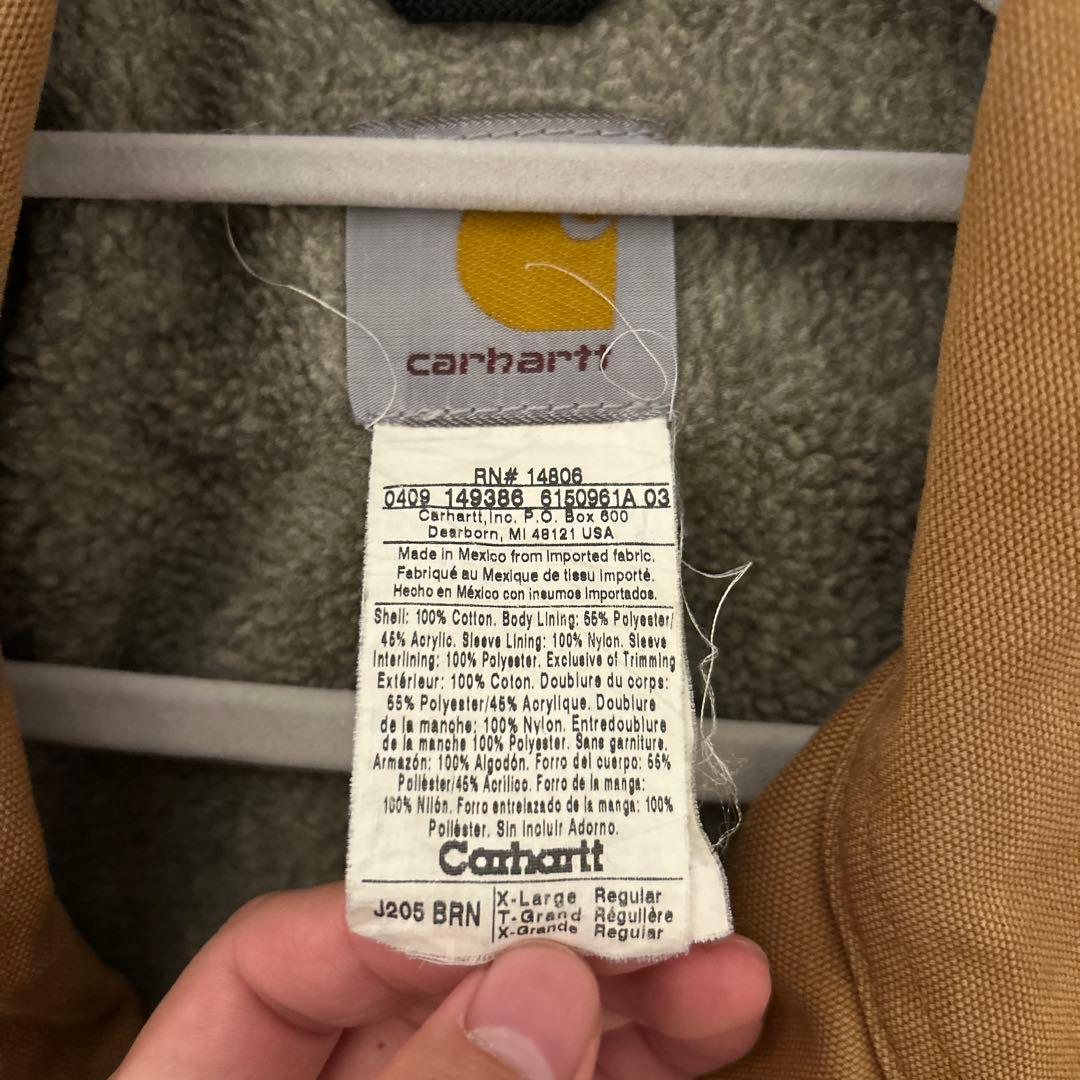 carhartt
RN# 14806
0409 149386 6150961A 03
Carhartt,Inc. P.O. Box 600
Dearborn, MI 48121 USA
Made in Mexico from imported fabric.
Fabriqué au Mexique de tissu importé.
Hecho en México con insumos importados.
Shell: 100% Cotton. Body Lining: 55% Polyester/
45% Acrylic. Sleeve Lining: 100% Nylon. Sleeve
Interlining: 100% Polyester. Exclusive of Trimming
Extérieur: 100% Coton. Doublure du corps:
55% Polyester/45% Acrylique. Doublure
de la manche: 100% Nylon. Entredoublure
de la manche 100% Polyester. Sans garniture.
Armazón: 100% Algodón. Forro del cuerpo: 55%
Poliéster/45% Acrílico. Forro de la manga:
100% Nilón. Forro entrelazado de la manga: 100%
Poliéster. Sin Incluir Adorno.
Carhartt
J205 BRN
X-Large Regular
T-Grand Régulière
X-Grande Regular